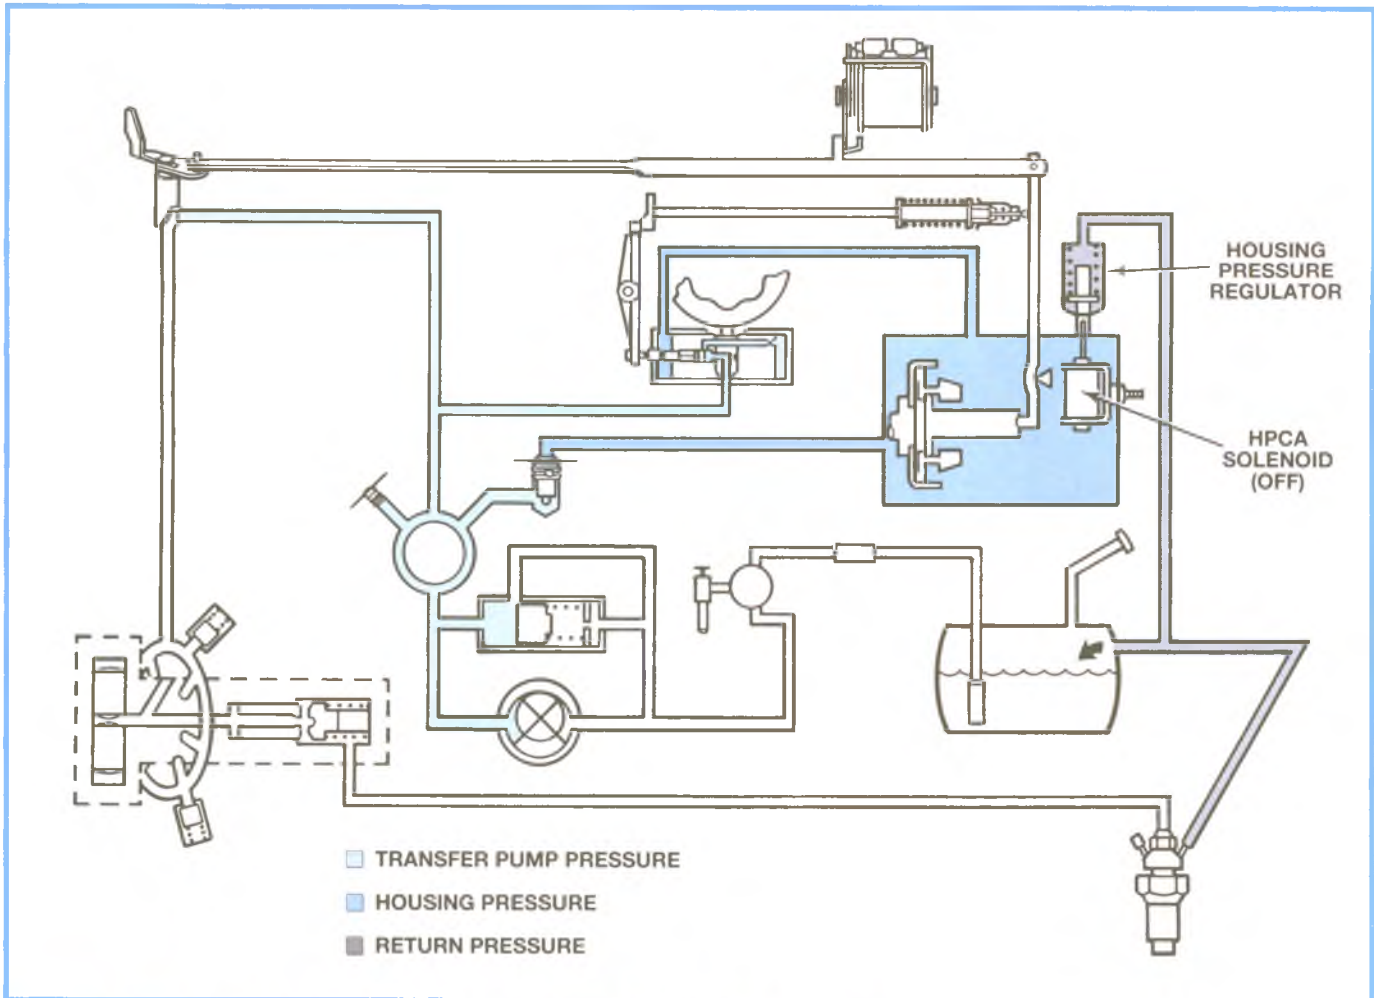 HOUSING
PRESSURE
REGULATOR
HPCA
SOLENOID
(OFF)
TRANSFER PUMP PRESSURE
HOUSING PRESSURE
RETURN PRESSURE